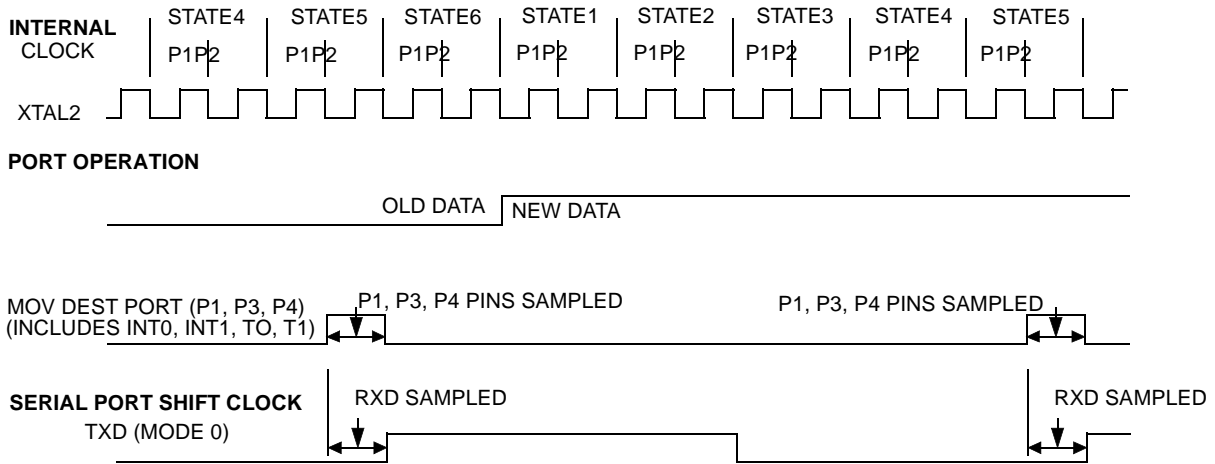 INTERNAL CLOCK
STATE4 STATE5 STATE6 STATE1 STATE2 STATE3 STATE4 STATE5
P1P2 P1P2 P1P2 P1P2 P1P2 P1P2 P1P2 P1P2
XTAL2
PORT OPERATION
OLD DATA NEW DATA
MOV DEST PORT (P1, P3, P4)
(INCLUDES INT0, INT1, TO, T1)
P1, P3, P4 PINS SAMPLED
P1, P3, P4 PINS SAMPLED
SERIAL PORT SHIFT CLOCK
TXD (MODE 0)
RXD SAMPLED
RXD SAMPLED